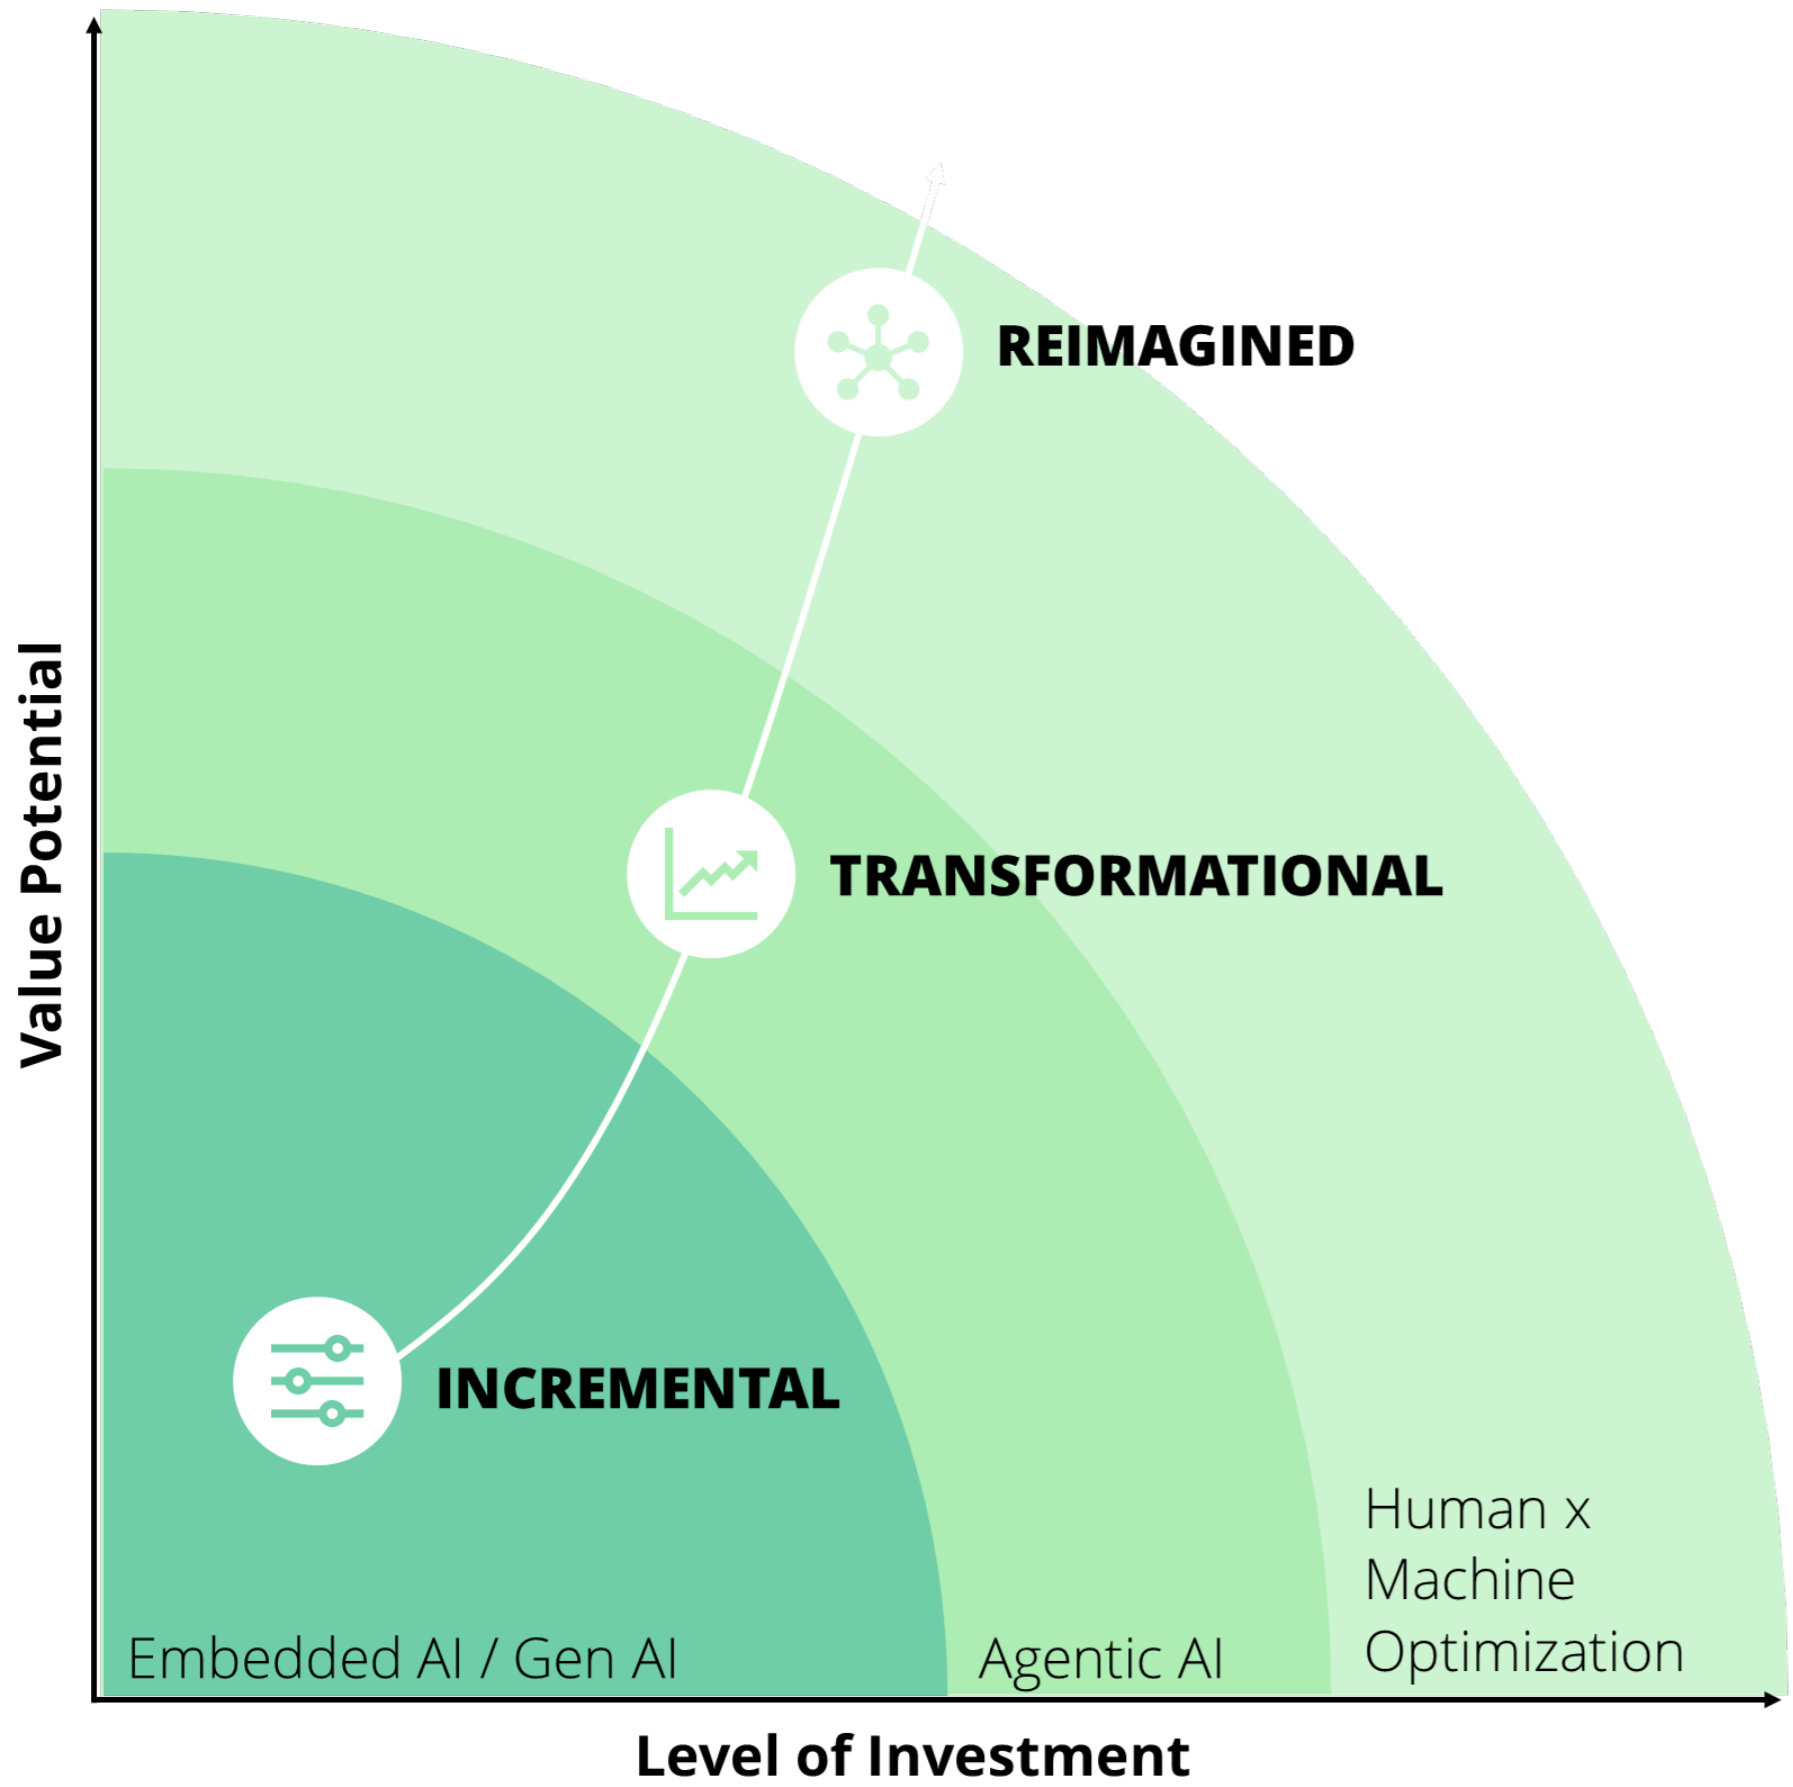 REIMAGINED
Value Potential
TRANSFORMATIONAL
INCREMENTAL
Human x
Machine
Optimization
Embedded AI / Gen AI
Agentic AI
Level of Investment